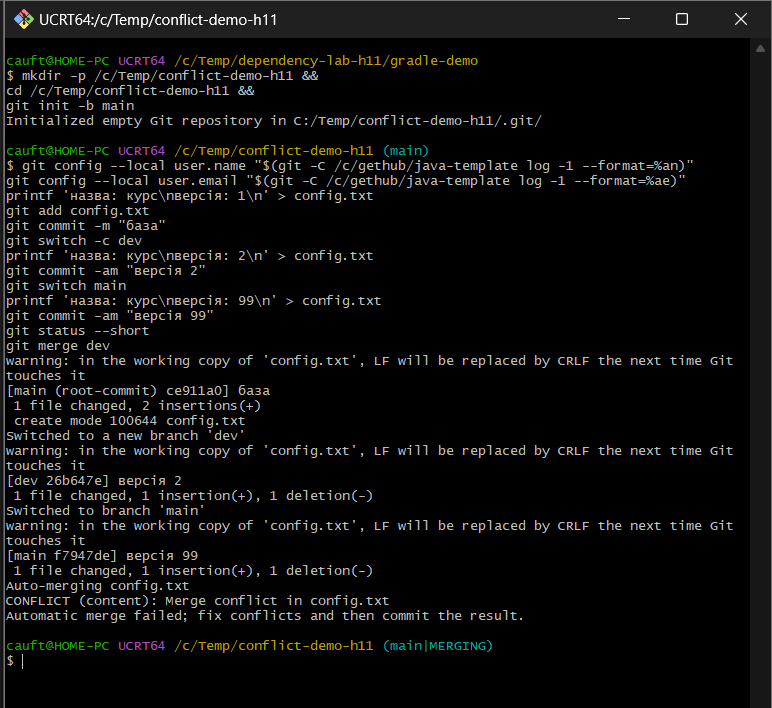 UCRT64:/c/Temp/conflict-demo-h11
cauft@HOME-PC UCRT64 /c/Temp/dependency-lab-h11/gradle-demo
$ mkdir -p /c/Temp/conflict-demo-h11 &&
cd /c/Temp/conflict-demo-h11 &&
git init -b main
Initialized empty Git repository in C:/Temp/conflict-demo-h11/.git/
cauft@HOME-PC UCRT64 /c/Temp/conflict-demo-h11 (main)
$ git config --local user.name "$(git -C /c/gethub/java-template log -1 --format=%an)"
git config --local user.email "$(git -C /c/gethub/java-template log -1 --format=%ae)"
printf 'назва: курс\nверсія: 1\n' > config.txt
git add config.txt
git commit -m "база"
git switch -c dev
printf 'назва: курс\nверсія: 2\n' > config.txt
git commit -am "версія 2"
git switch main
printf 'назва: курс\nверсія: 99\n' > config.txt
git commit -am "версія 99"
git status --short
git merge dev
warning: in the working copy of 'config.txt', LF will be replaced by CRLF the next time Git
touches it
[main (root-commit) ce911a0] база
 1 file changed, 2 insertions(+)
 create mode 100644 config.txt
Switched to a new branch 'dev'
warning: in the working copy of 'config.txt', LF will be replaced by CRLF the next time Git
touches it
[dev 26b647e] версія 2
 1 file changed, 1 insertion(+), 1 deletion(-)
Switched to branch 'main'
warning: in the working copy of 'config.txt', LF will be replaced by CRLF the next time Git
touches it
[main f7947de] версія 99
 1 file changed, 1 insertion(+), 1 deletion(-)
Auto-merging config.txt
CONFLICT (content): Merge conflict in config.txt
Automatic merge failed; fix conflicts and then commit the result.
cauft@HOME-PC UCRT64 /c/Temp/conflict-demo-h11 (main|MERGING)
$